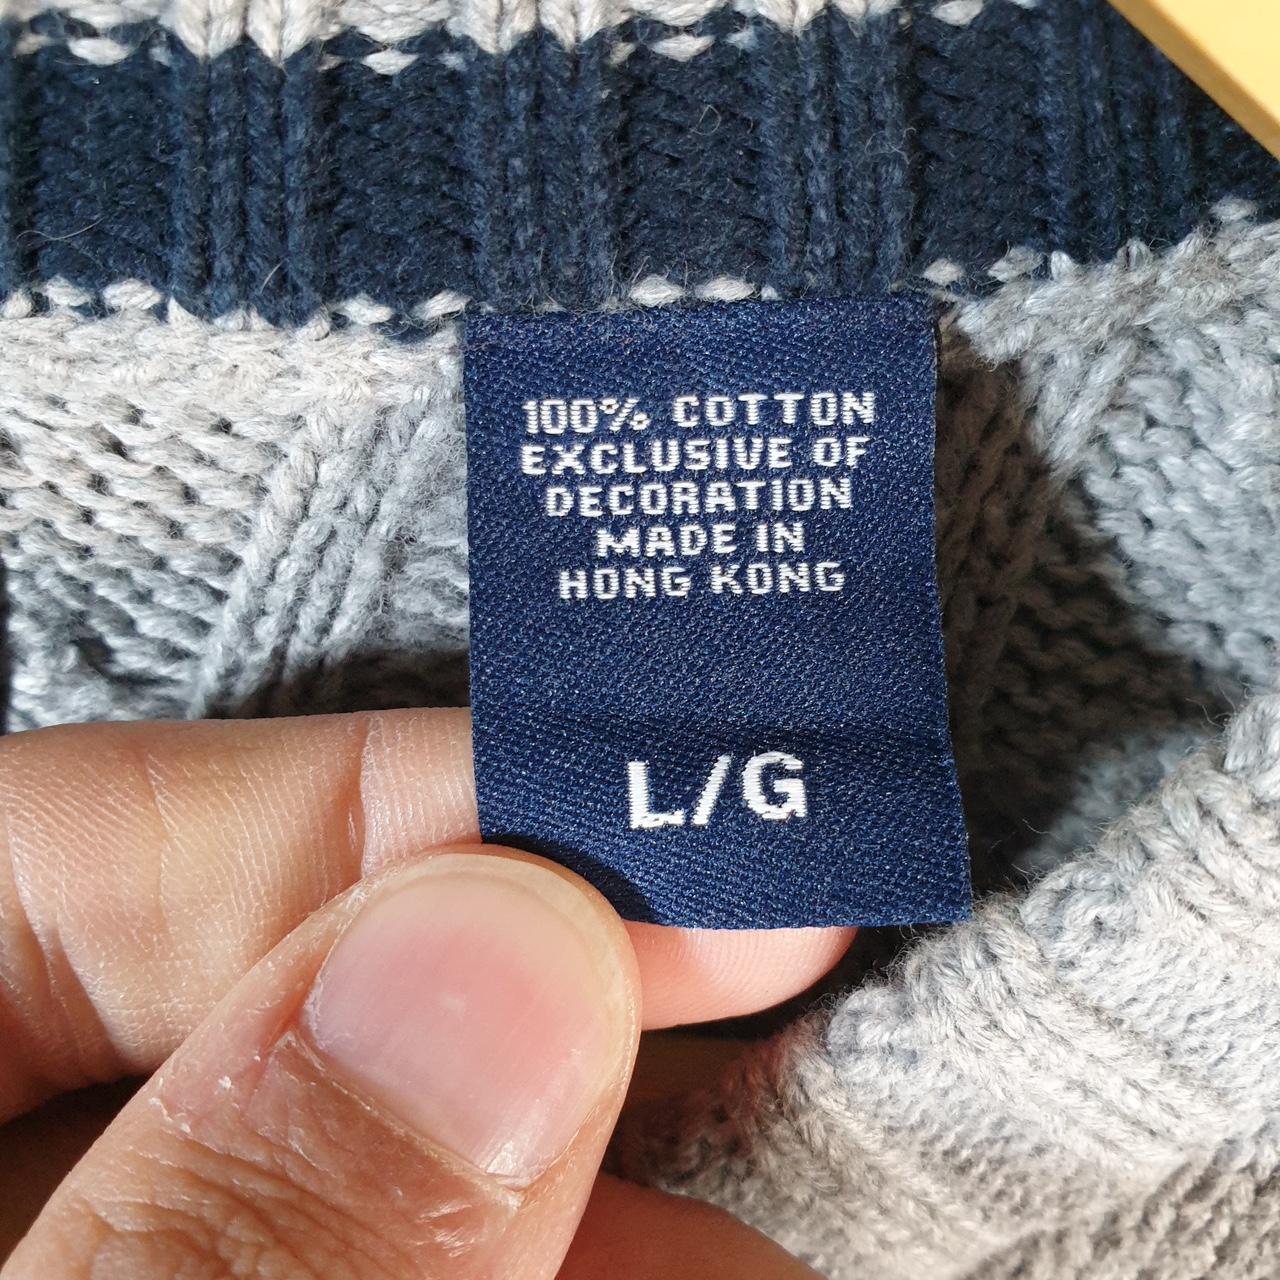 100% COTTON
EXCLUSIVE OF
DECORATION
MADE IN
HONG KONG
L/G